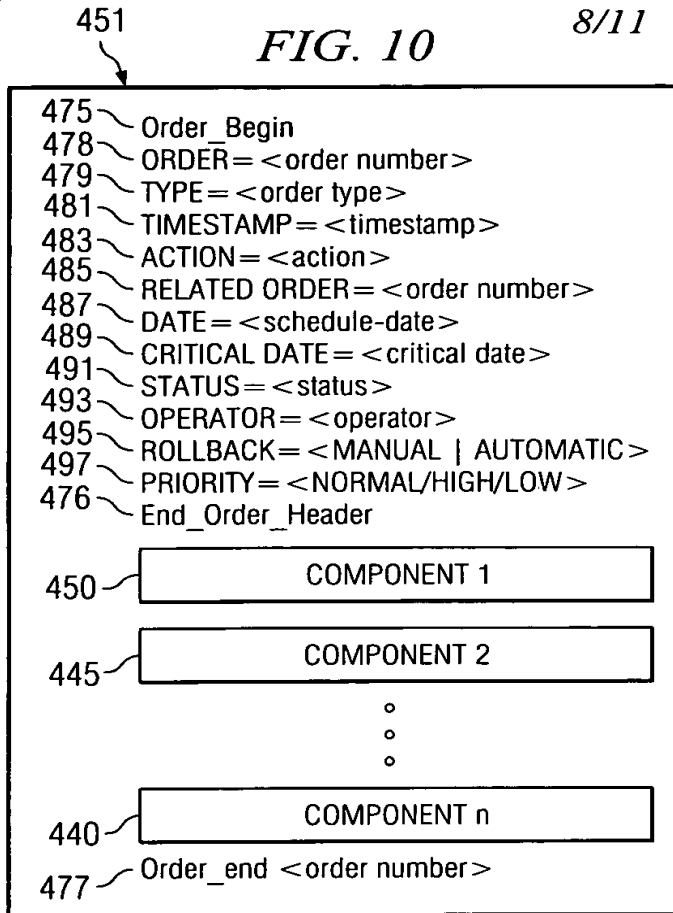 451
FIG. 10
8/11
475 Order_Begin
478 ORDER=<order number>
479 TYPE=<order type>
481 TIMESTAMP=<timestamp>
483 ACTION=<action>
485 RELATED ORDER=<order number>
487 DATE=<schedule-date>
489 CRITICAL DATE=<critical date>
491 STATUS=<status>
493 OPERATOR=<operator>
495 ROLLBACK=<MANUAL | AUTOMATIC>
497 PRIORITY=<NORMAL/HIGH/LOW>
476 End_Order_Header
450 COMPONENT 1
445 COMPONENT 2
440 COMPONENT n
477 Order_end <order number>